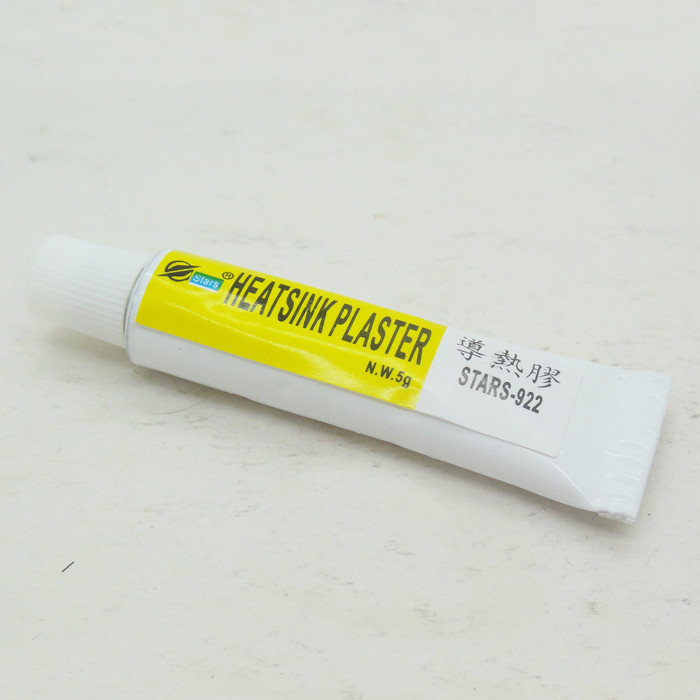 Stars®
HEATSINK PLASTER
N.W.5g
導熱膠
STARS-922